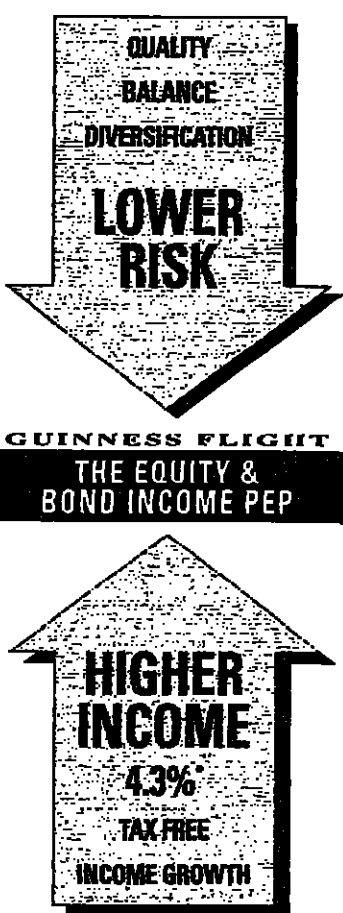 QUALITY
BALANCE
DIVERSIFICATION
LOWER
RISK
GUINNESS FLIGHT
THE EQUITY &
BOND INCOME PEP
HIGHER
INCOME
4.3%*
TAX FREE
INCOME GROWTH